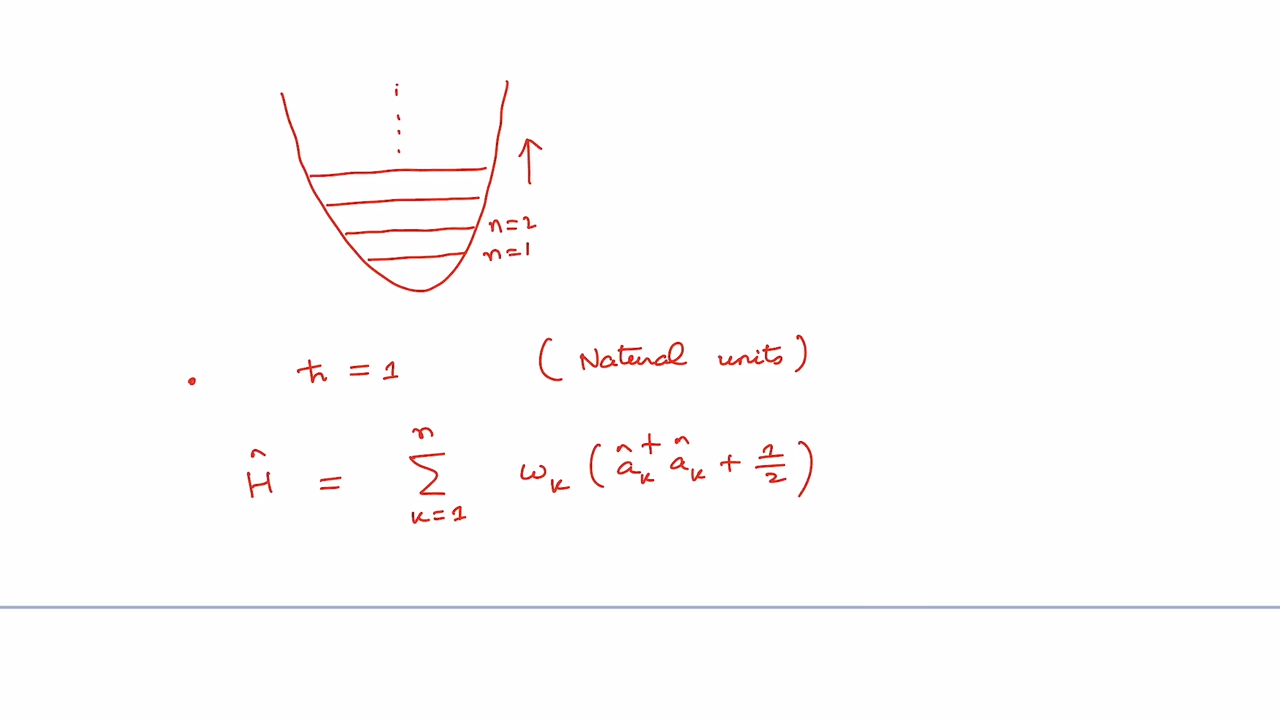 n=2
n=1
• ħ = 1 (Natural units)
Ĥ = ∑_{k=1}^{n} ω_k ( â_k^† â_k + 1/2 )